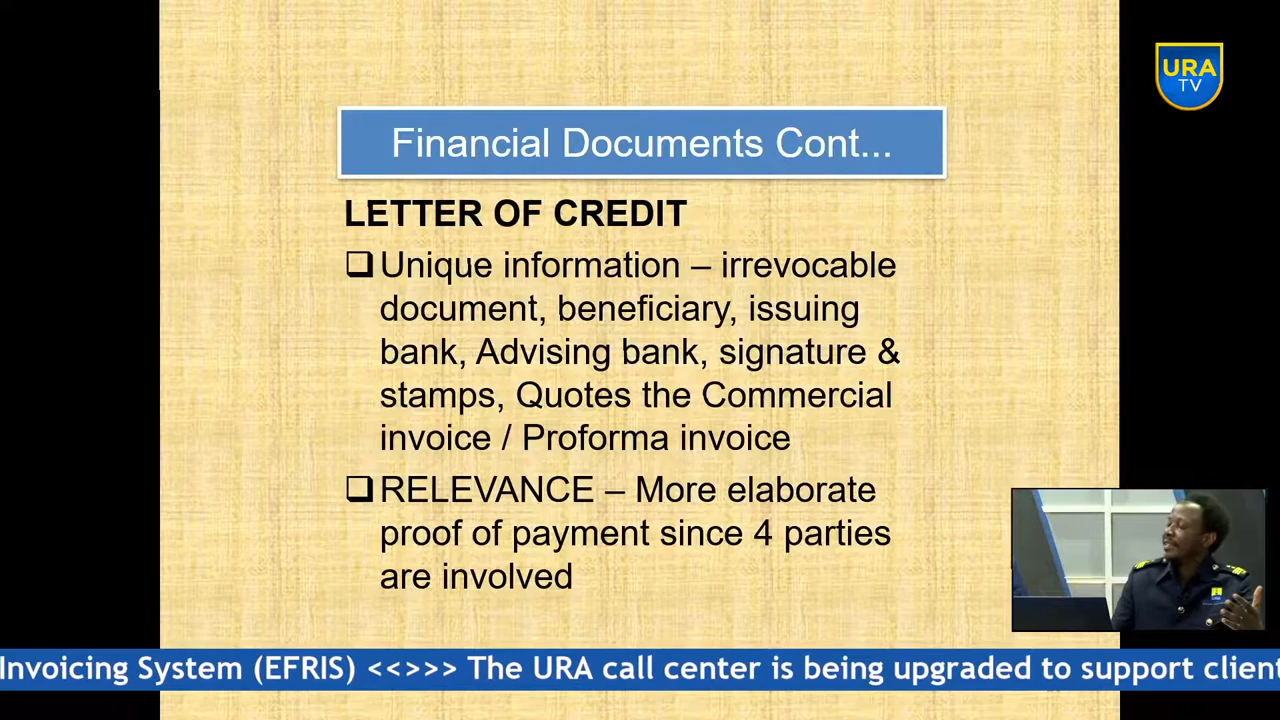 URA
TV
Financial Documents Cont...
LETTER OF CREDIT
❑ Unique information – irrevocable
document, beneficiary, issuing
bank, Advising bank, signature &
stamps, Quotes the Commercial
invoice / Proforma invoice
❑ RELEVANCE – More elaborate
proof of payment since 4 parties
are involved
Invoicing System (EFRIS) <<>>> The URA call center is being upgraded to support client